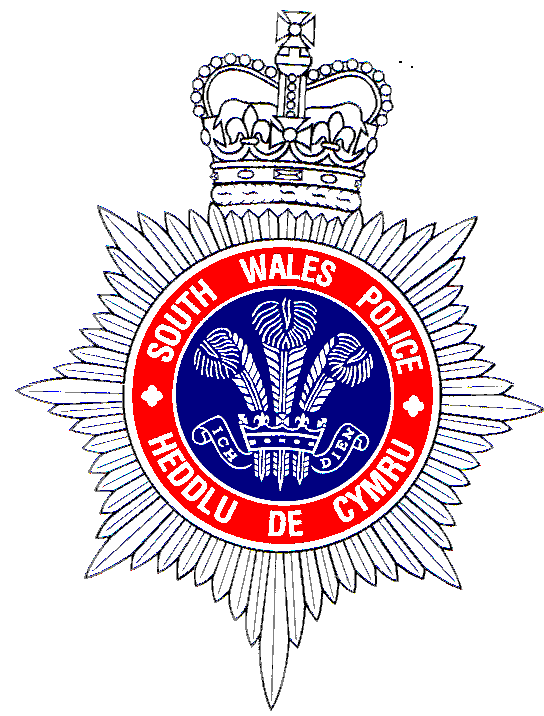 SOUTH WALES POLICE
HEDDLU DE CYMRU
ICH DIEN